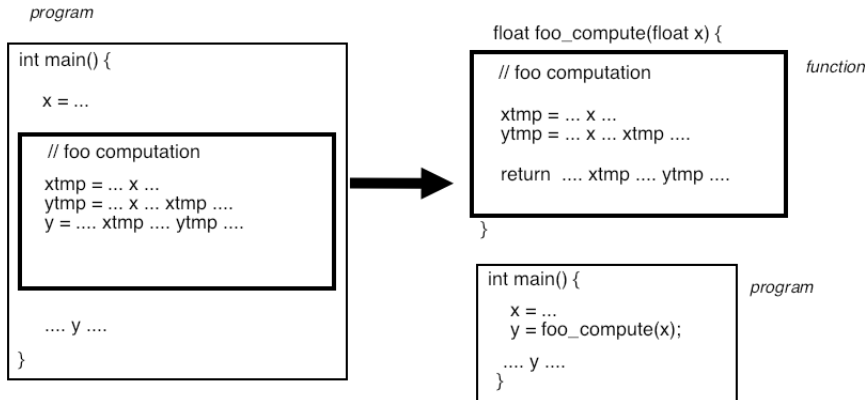 program
int main() {
x = ...
// foo computation
xtmp = ... x ...
ytmp = ... x ... xtmp ....
y = .... xtmp .... ytmp ....
.... y ....
}
float foo_compute(float x) {
function
// foo computation
xtmp = ... x ...
ytmp = ... x ... xtmp ....
return .... xtmp .... ytmp ....
}
int main() {
program
x = ...
y = foo_compute(x);
.... y ....
}